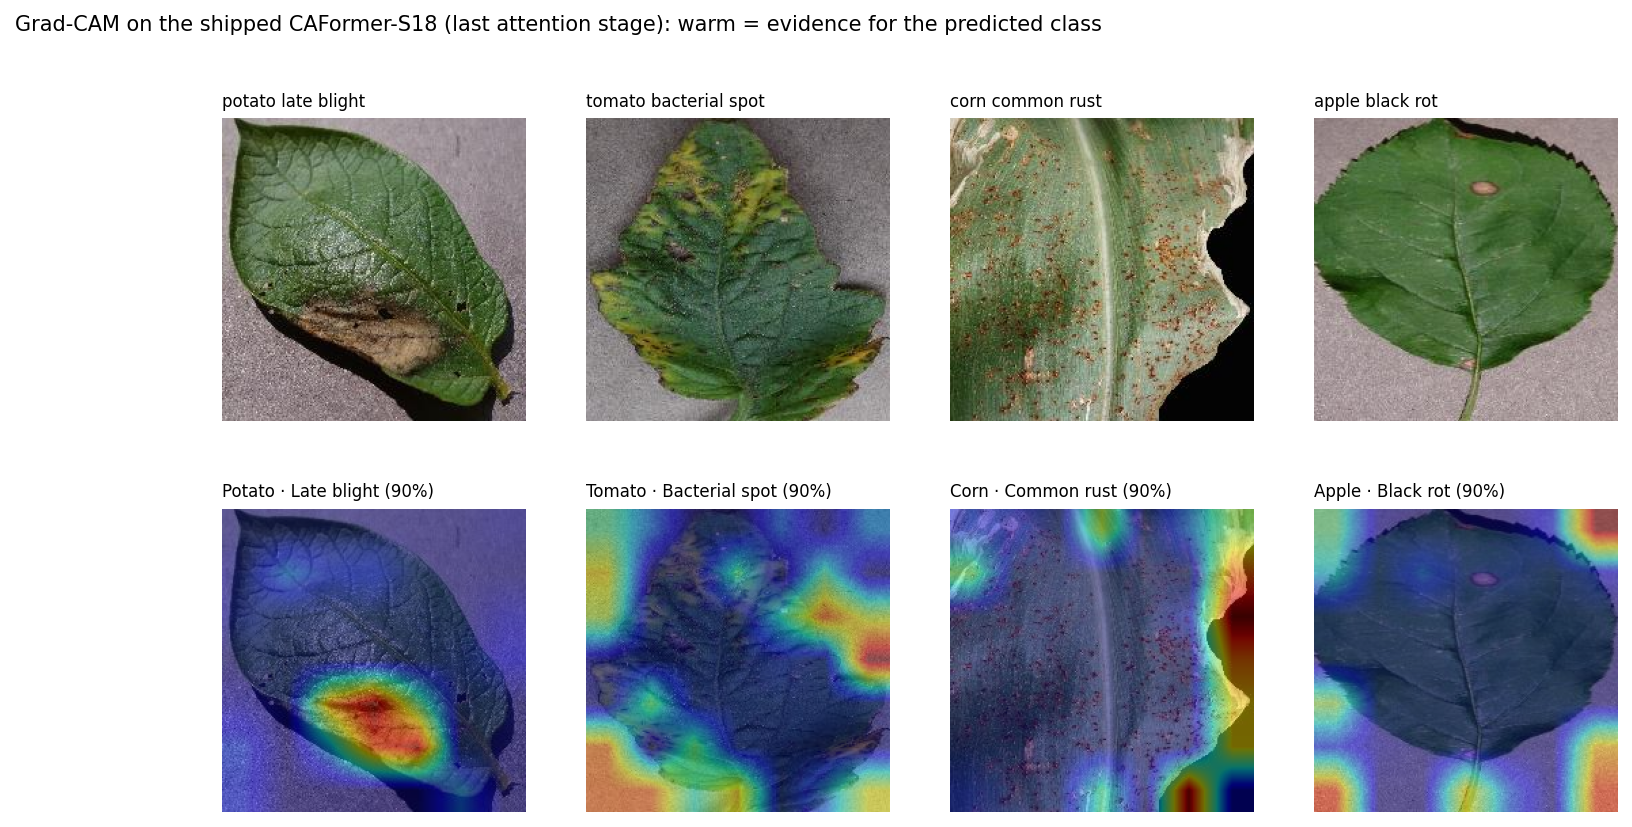 Grad-CAM on the shipped CAFormer-S18 (last attention stage): warm = evidence for the predicted class
potato late blight
tomato bacterial spot
corn common rust
apple black rot
Potato · Late blight (90%)
Tomato · Bacterial spot (90%)
Corn · Common rust (90%)
Apple · Black rot (90%)